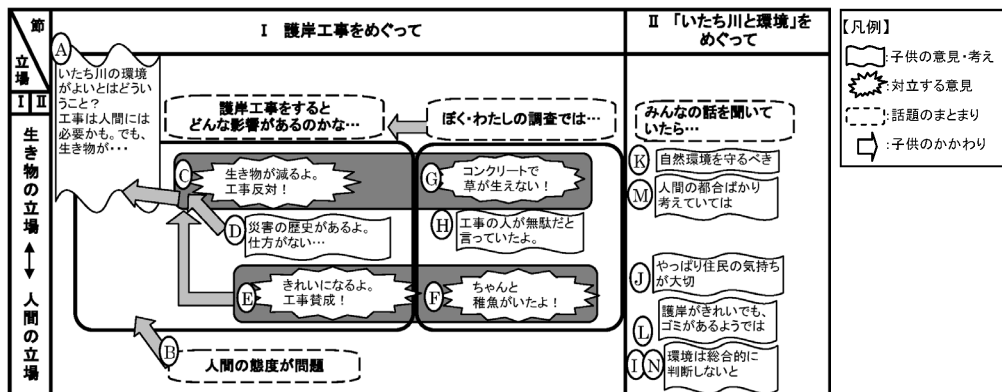 節
立場
Ⅰ 護岸工事をめぐって
Ⅱ 「いたち川と環境」を
めぐって
Ⅰ Ⅱ
生き物の立場
人間の立場
A
いたち川の環境
がよいとはどうい
うこと？
工事は人間には
必要かも。でも、
生き物が・・・
護岸工事をすると
どんな影響があるのかな…
ぼく・わたしの調査では…
みんなの話を聞いて
いたら…
C
生き物が減るよ。
工事反対！
G
コンクリートで
草が生えない！
D
災害の歴史があるよ。
仕方がない…
H
工事の人が無駄だと
言っていたよ。
E
きれいになるよ。
工事賛成！
F
ちゃんと
稚魚がいたよ！
B
人間の態度が問題
K
自然環境を守るべき
M
人間の都合ばかり
考えていては
J
やっぱり住民の気持ち
が大切
L
護岸がきれいでも、
ゴミがあるようでは
I N
環境は総合的に
判断しないと
【凡例】
:子供の意見・考え
:対立する意見
:話題のまとまり
:子供のかかわり